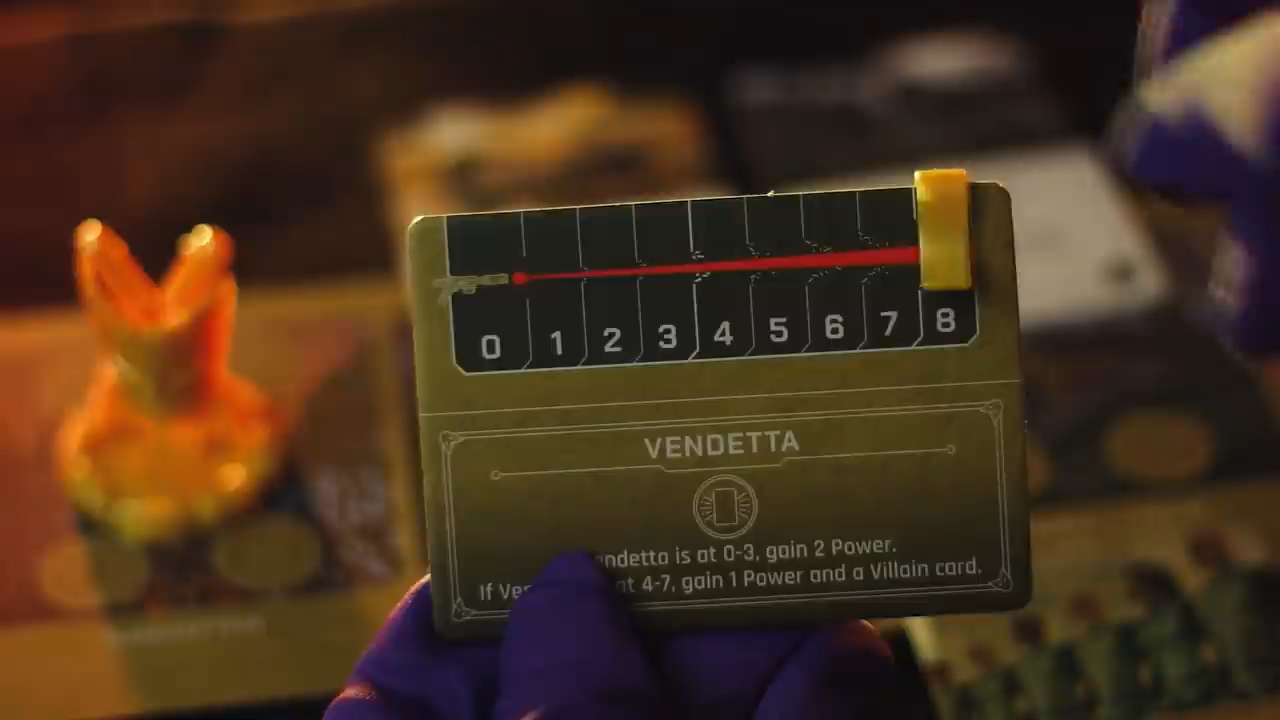 0 1 2 3 4 5 6 7 8
VENDETTA
ndetta is at 0-3, gain 2 Power.
If Ve at 4-7, gain 1 Power and a Villain card.